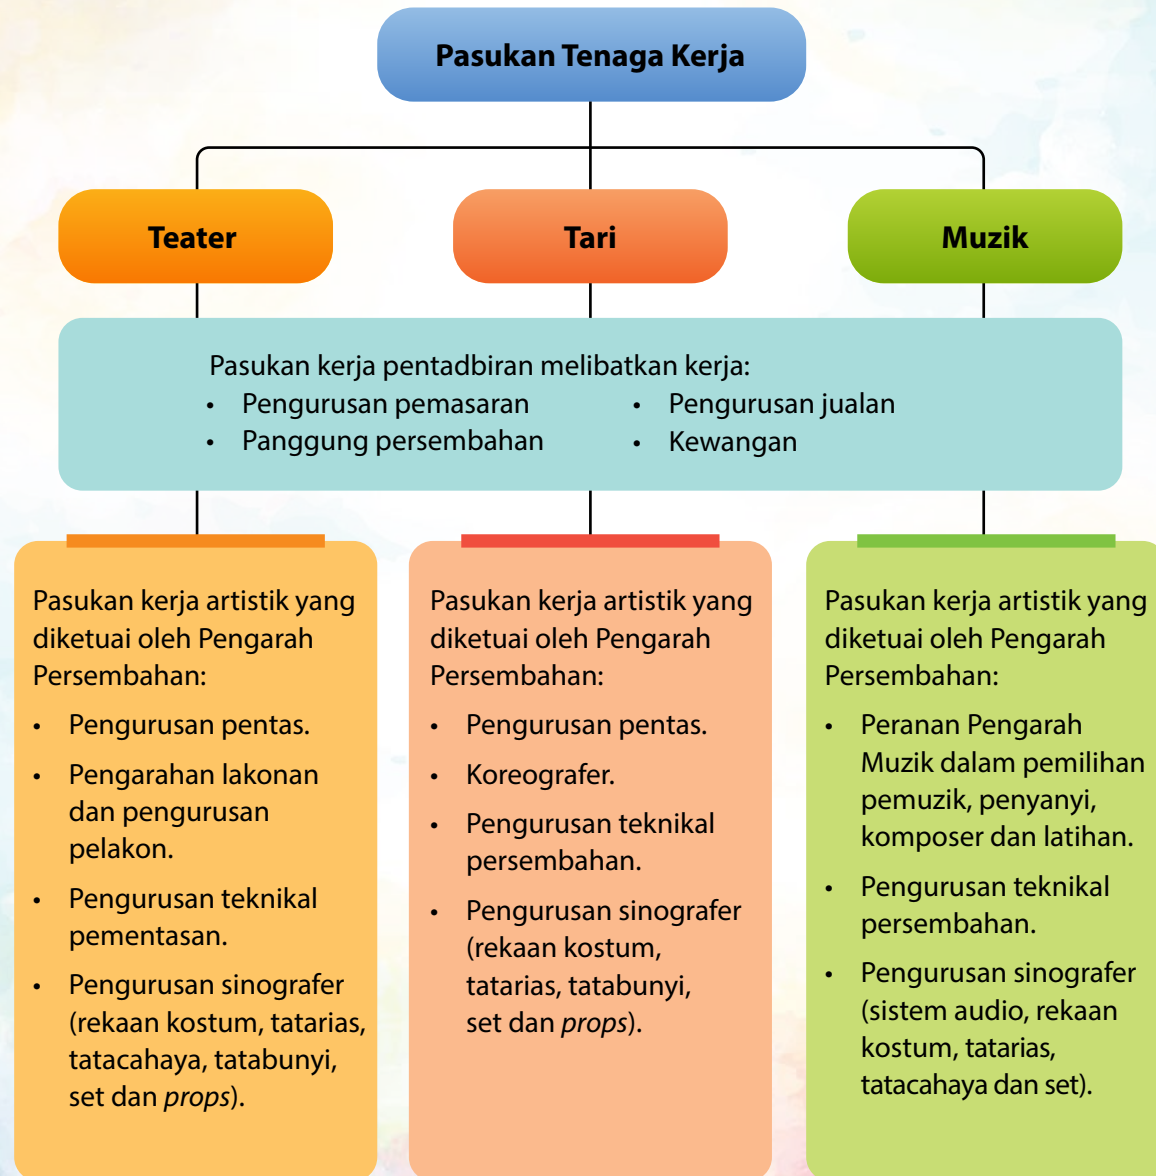 Pasukan Tenaga Kerja
Teater
Tari
Muzik
Pasukan kerja pentadbiran melibatkan kerja:
• Pengurusan pemasaran
• Panggung persembahan
• Pengurusan jualan
• Kewangan
Pasukan kerja artistik yang
diketuai oleh Pengarah
Persembahan:
• Pengurusan pentas.
• Pengarahan lakonan
dan pengurusan
pelakon.
• Pengurusan teknikal
pementasan.
• Pengurusan sinografer
(rekaan kostum, tatarias,
tatacahaya, tatabunyi,
set dan props).
Pasukan kerja artistik yang
diketuai oleh Pengarah
Persembahan:
• Pengurusan pentas.
• Koreografer.
• Pengurusan teknikal
persembahan.
• Pengurusan sinografer
(rekaan kostum,
tatarias, tatabunyi,
set dan props).
Pasukan kerja artistik yang
diketuai oleh Pengarah
Persembahan:
• Peranan Pengarah
Muzik dalam pemilihan
pemuzik, penyanyi,
komposer dan latihan.
• Pengurusan teknikal
persembahan.
• Pengurusan sinografer
(sistem audio, rekaan
kostum, tatarias,
tatacahaya dan set).